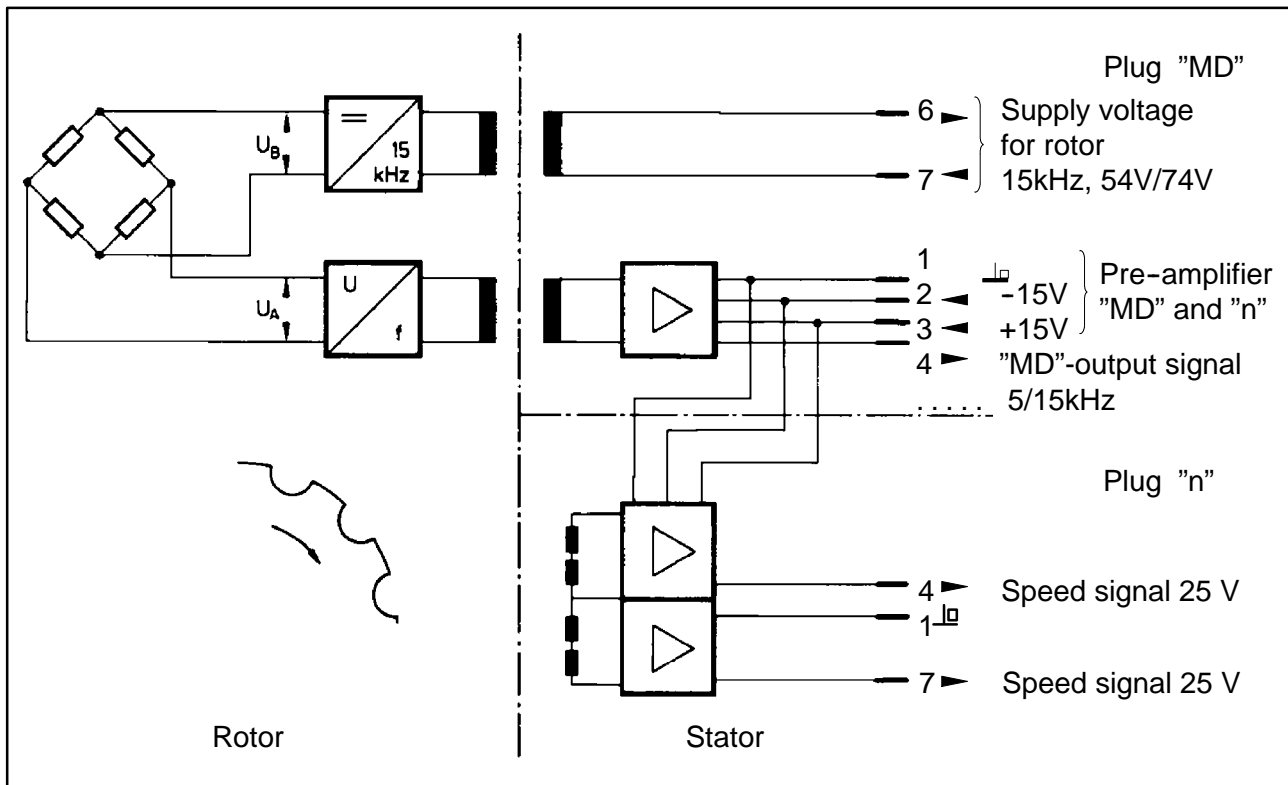 Plug ”MD”
U_B
=
15
kHz
6 Supply voltage
for rotor
7 15kHz, 54V/74V
U_A
U
f
1
2 -15V
3 +15V
Pre-amplifier
”MD” and ”n”
4 ”MD”-output signal
5/15kHz
Plug ”n”
4 Speed signal 25 V
1
7 Speed signal 25 V
Rotor
Stator